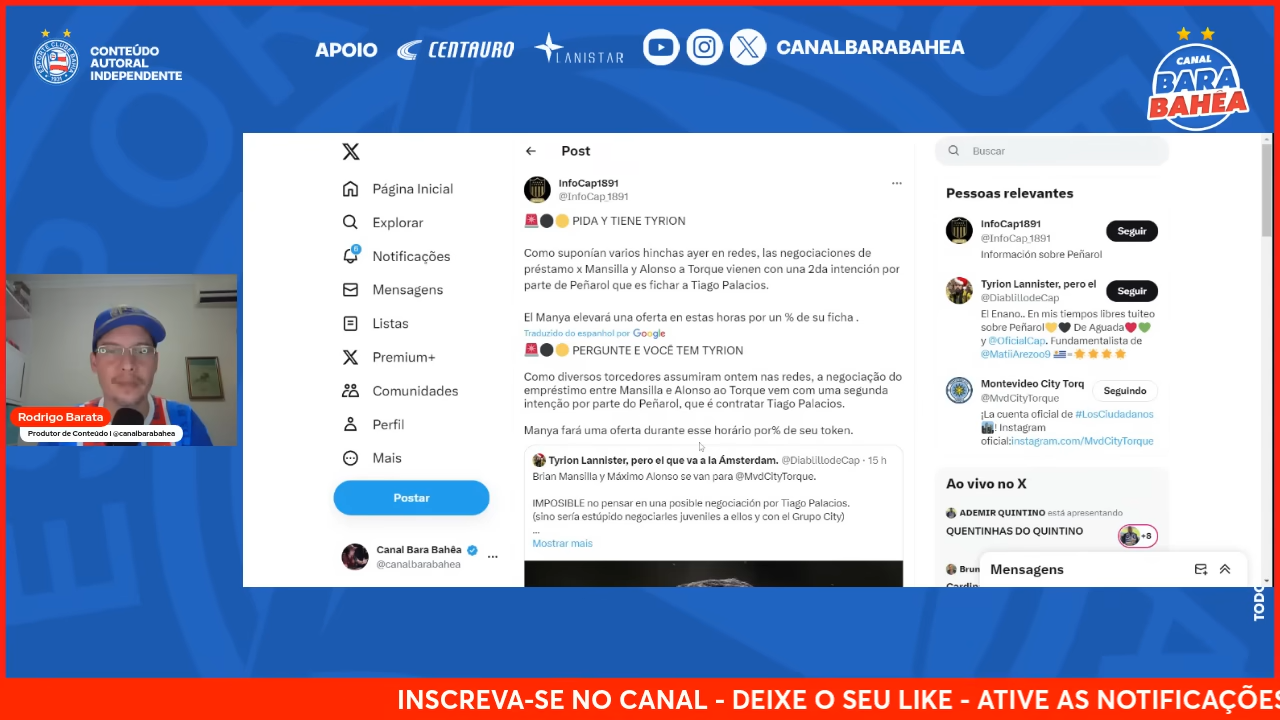 CONTEÚDO
AUTORAL
INDEPENDENTE
APOIO
CENTAURO
LANISTAR
CANALBARABAHEA
CANAL
BARA
BAHÊA
Página Inicial
Explorar
6
Notificações
Mensagens
Listas
Premium+
Comunidades
Perfil
Mais
Postar
Canal Bara Bahêa
@canalbarabahea
Post
InfoCap1891
@InfoCap_1891
🚨⚫🟡 PIDA Y TIENE TYRION
Como suponían varios hinchas ayer en redes, las negociaciones de
préstamo x Mansilla y Alonso a Torque vienen con una 2da intención por
parte de Peñarol que es fichar a Tiago Palacios.
El Manya elevará una oferta en estas horas por un % de su ficha .
Traduzido do espanhol por Google
🚨⚫🟡 PERGUNTE E VOCÊ TEM TYRION
Como diversos torcedores assumiram ontem nas redes, a negociação do
empréstimo entre Mansilla e Alonso ao Torque vem com uma segunda
intenção por parte do Peñarol, que é contratar Tiago Palacios.
Manya fará uma oferta durante esse horário por% de seu token.
Tyrion Lannister, pero el que va a la Ámsterdam. @DiablillodeCap · 15 h
Brian Mansilla y Máximo Alonso se van para @MvdCityTorque.
IMPOSIBLE no pensar en una posible negociación por Tiago Palacios.
(sino sería estúpido negociarles juveniles a ellos y con el Grupo City)
...
Mostrar mais
Buscar
Pessoas relevantes
InfoCap1891
@InfoCap_1891
Seguir
Información sobre Peñarol
Tyrion Lannister, pero el
@DiablillodeCap
Seguir
El Enano.. En mis tiempos libres tuiteo
sobre Peñarol💛🖤 De Aguada❤️💚
y @OficialCap. Fundamentalista de
@MatiiArezoo9 🇺🇾=⭐⭐⭐⭐
Montevideo City Torq
@MvdCityTorque
Seguindo
¡La cuenta oficial de #LosCiudadanos
🏙️! Instagram
oficial:instagram.com/MvdCityTorque
Ao vivo no X
ADEMIR QUINTINO está apresentando
QUENTINHAS DO QUINTINO
+8
Brun
Mensagens
Rodrigo Barata
Produtor de Conteúdo | @canalbarabahea
TODO
INSCREVA-SE NO CANAL - DEIXE O SEU LIKE - ATIVE AS NOTIFICAÇÕES